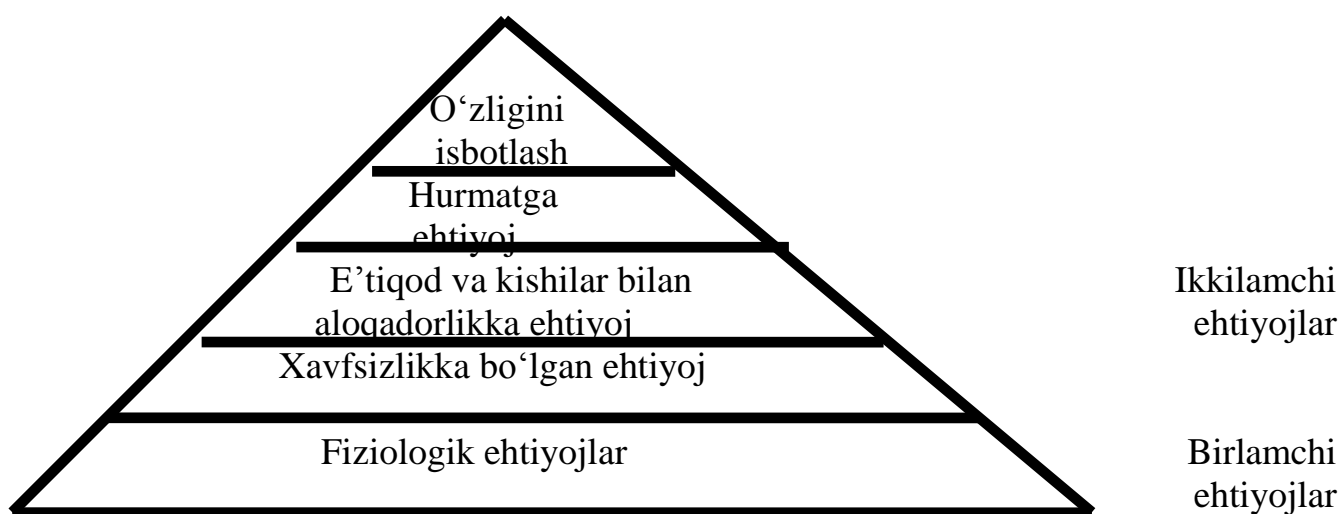 O‘zligini
isbotlash
Hurmatga
ehtiyoj
E’tiqod va kishilar bilan
aloqadorlikka ehtiyoj
Ikkilamchi
ehtiyojlar
Xavfsizlikka bo‘lgan ehtiyoj
Fiziologik ehtiyojlar
Birlamchi
ehtiyojlar